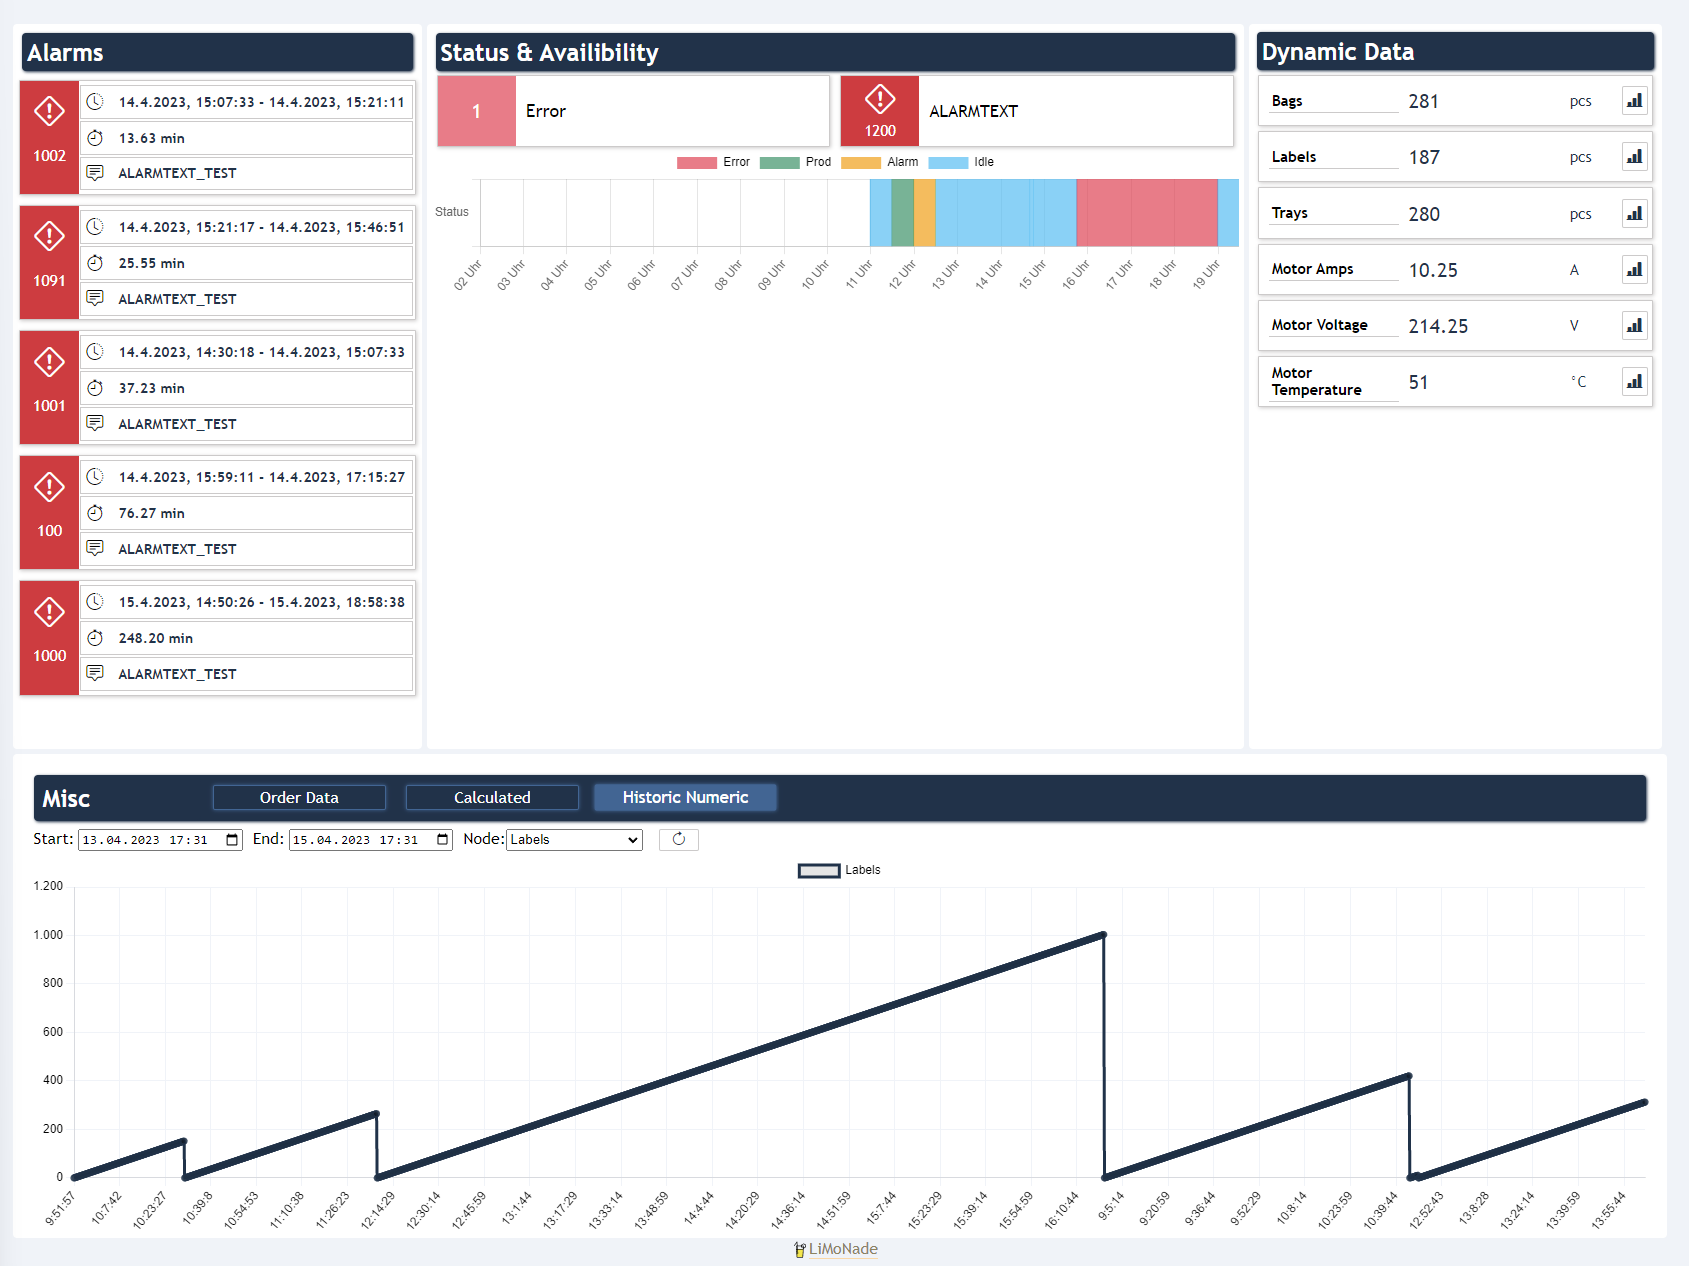 Alarms
1002
14.4.2023, 15:07:33 - 14.4.2023, 15:21:11
13.63 min
ALARMTEXT_TEST
1091
14.4.2023, 15:21:17 - 14.4.2023, 15:46:51
25.55 min
ALARMTEXT_TEST
1001
14.4.2023, 14:30:18 - 14.4.2023, 15:07:33
37.23 min
ALARMTEXT_TEST
100
14.4.2023, 15:59:11 - 14.4.2023, 17:15:27
76.27 min
ALARMTEXT_TEST
1000
15.4.2023, 14:50:26 - 15.4.2023, 18:58:38
248.20 min
ALARMTEXT_TEST
Status & Availibility
1 Error
1200 ALARMTEXT
Error Prod Alarm Idle
Status
02 Uhr 03 Uhr 04 Uhr 05 Uhr 06 Uhr 07 Uhr 08 Uhr 09 Uhr 10 Uhr 11 Uhr 12 Uhr 13 Uhr 14 Uhr 15 Uhr 16 Uhr 17 Uhr 18 Uhr 19 Uhr
Dynamic Data
Bags 281 pcs
Labels 187 pcs
Trays 280 pcs
Motor Amps 10.25 A
Motor Voltage 214.25 V
Motor
Temperature 51 °C
Misc Order Data Calculated Historic Numeric
Start: 13.04.2023 17:31 End: 15.04.2023 17:31 Node: Labels
Labels
1.200
1.000
800
600
400
200
0
9:51:57 10:7:42 10:23:27 10:39:8 10:54:53 11:10:38 11:26:23 12:14:29 12:30:14 12:45:59 13:1:44 13:17:29 13:33:14 13:48:59 14:4:44 14:20:29 14:36:14 14:51:59 15:7:44 15:23:29 15:39:14 15:54:59 16:10:44 9:5:14 9:20:59 9:36:44 9:52:29 10:8:14 10:23:59 10:39:44 12:52:43 13:8:28 13:24:14 13:39:59 13:55:44
LiMoNade